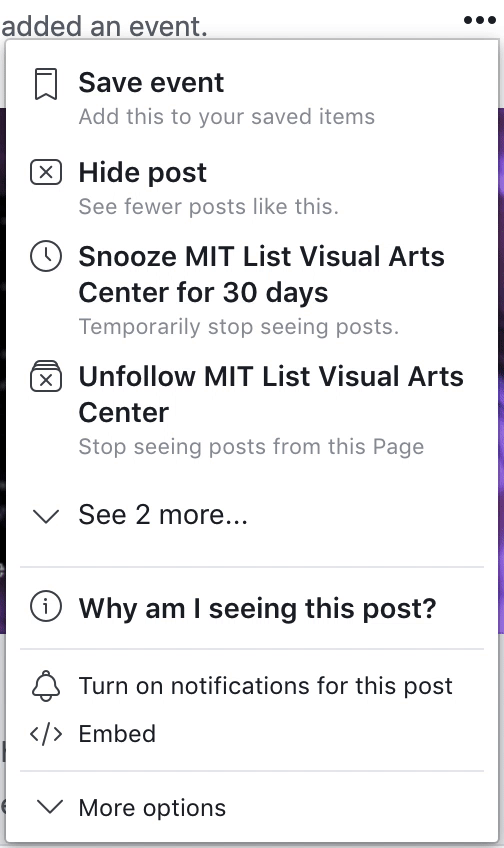 added an event.
Save event
Add this to your saved items
Hide post
See fewer posts like this.
Snooze MIT List Visual Arts
Center for 30 days
Temporarily stop seeing posts.
Unfollow MIT List Visual Arts
Center
Stop seeing posts from this Page
See 2 more...
Why am I seeing this post?
Turn on notifications for this post
</> Embed
More options